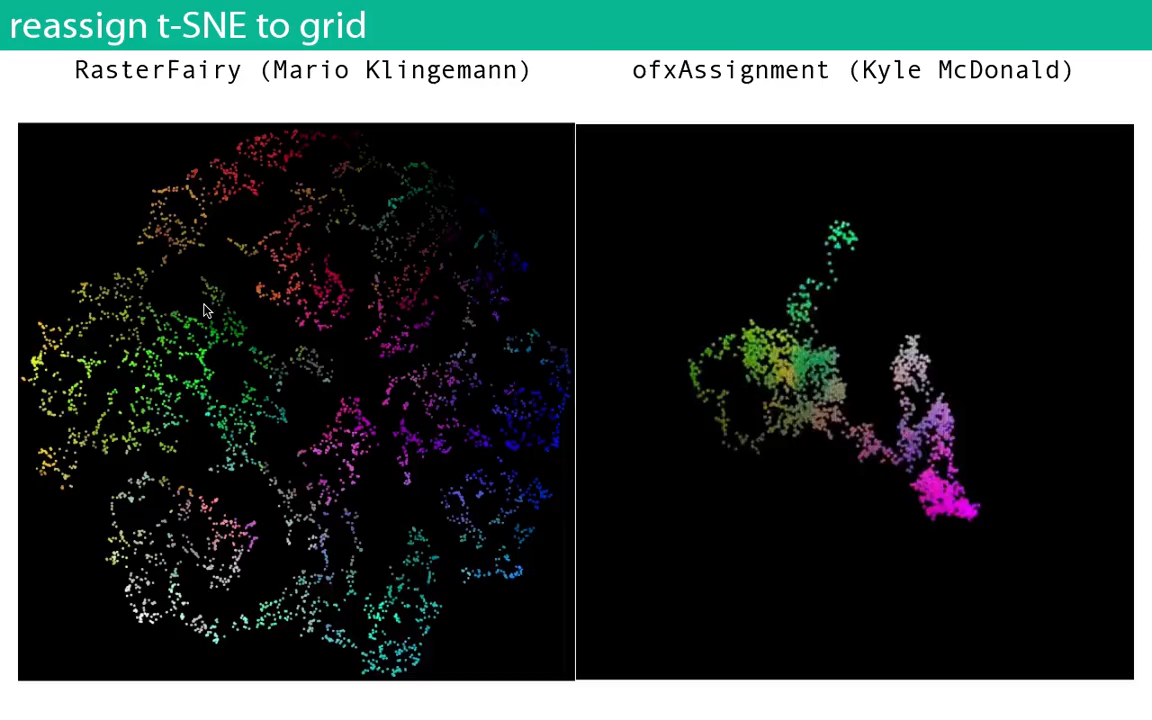 reassign t-SNE to grid
RasterFairy (Mario Klingemann)
ofxAssignment (Kyle McDonald)